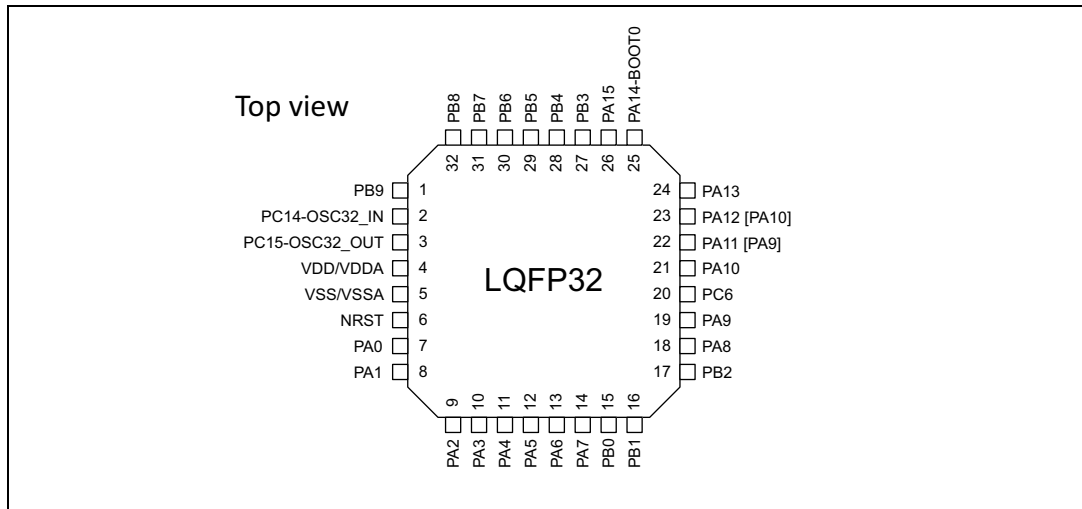 Top view
PB8
PB7
PB6
PB5
PB4
PB3
PA15
PA14-BOOT0
32
31
30
29
28
27
26
25
PB9 1
PC14-OSC32_IN 2
PC15-OSC32_OUT 3
VDD/VDDA 4
VSS/VSSA 5
NRST 6
PA0 7
PA1 8
LQFP32
24 PA13
23 PA12 [PA10]
22 PA11 [PA9]
21 PA10
20 PC6
19 PA9
18 PA8
17 PB2
9
10
11
12
13
14
15
16
PA2
PA3
PA4
PA5
PA6
PA7
PB0
PB1